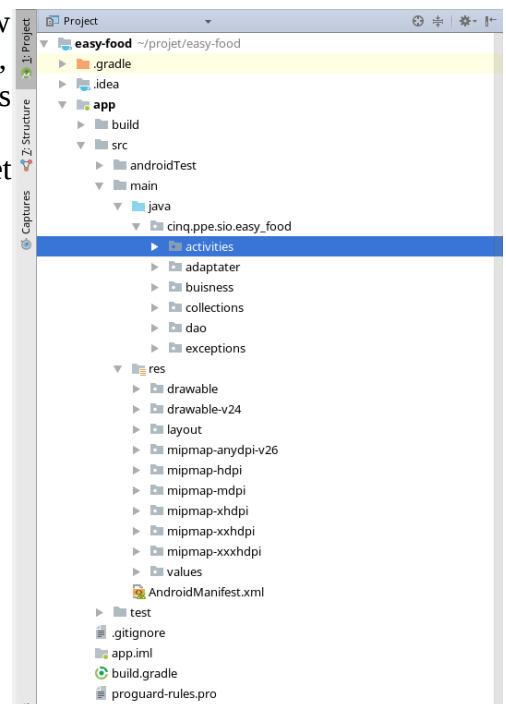 Project
easy-food ~/projet/easy-food
.gradle
.idea
app
build
src
androidTest
main
java
cinq.ppe.sio.easy_food
activities
adaptater
buisness
collections
dao
exceptions
res
drawable
drawable-v24
layout
mipmap-anydpi-v26
mipmap-hdpi
mipmap-mdpi
mipmap-xhdpi
mipmap-xxhdpi
mipmap-xxxhdpi
values
AndroidManifest.xml
test
.gitignore
app.iml
build.gradle
proguard-rules.pro
1: Project
7: Structure
Captures